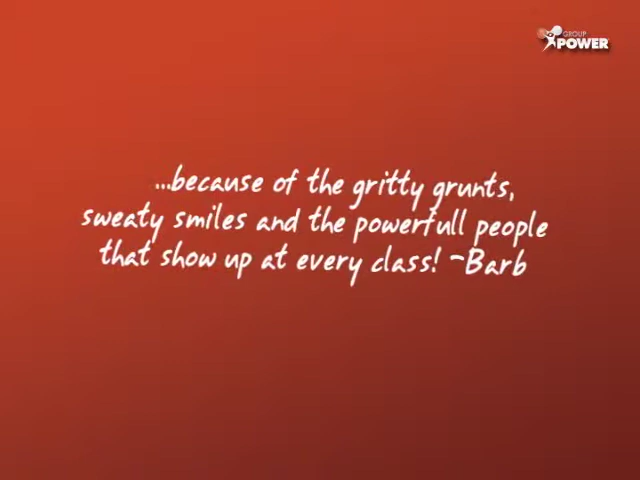 GROUP
POWER
...because of the gritty grunts,
sweaty smiles and the powerfull people
that show up at every class! ~Barb